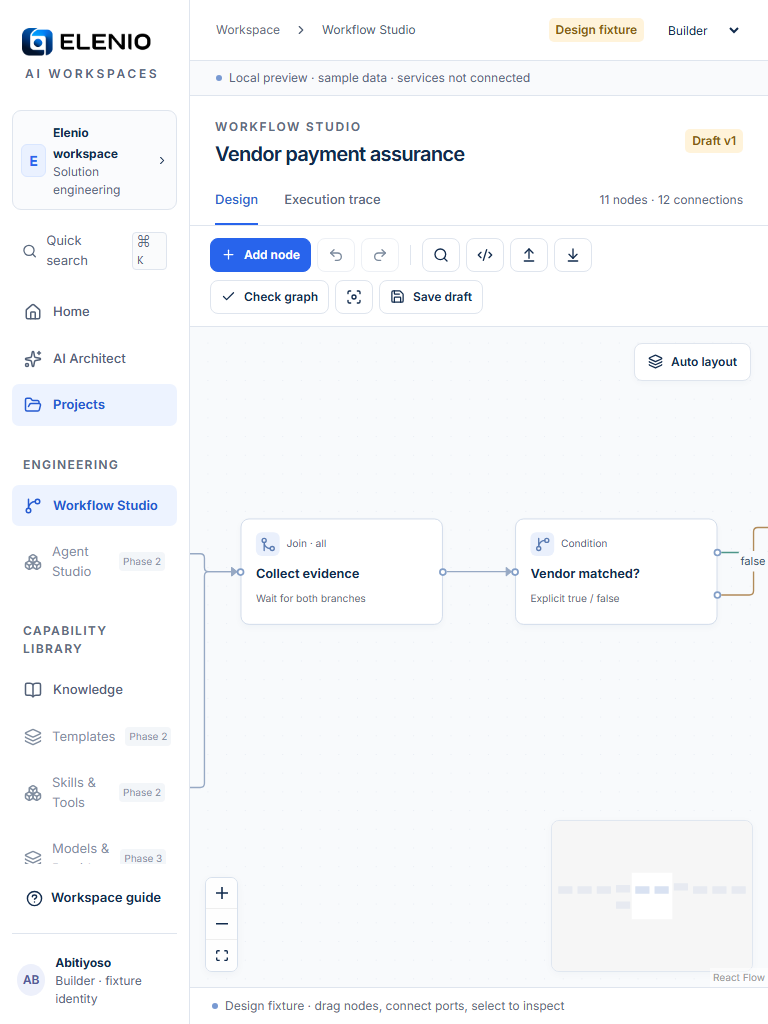 ELENIO
AI WORKSPACES
E
Elenio
workspace
Solution
engineering
Quick
search
⌘
K
Home
AI Architect
Projects
ENGINEERING
Workflow Studio
Agent
Studio
Phase 2
CAPABILITY
LIBRARY
Knowledge
Templates
Phase 2
Skills &
Tools
Phase 2
Models &
Phase 3
Workspace guide
AB
Abitiyoso
Builder · fixture
identity
Workspace
Workflow Studio
Design fixture
Builder
Local preview · sample data · services not connected
WORKFLOW STUDIO
Vendor payment assurance
Draft v1
Design
Execution trace
11 nodes · 12 connections
Add node
Check graph
Save draft
Auto layout
Join · all
Collect evidence
Wait for both branches
Condition
Vendor matched?
Explicit true / false
false
React Flow
Design fixture · drag nodes, connect ports, select to inspect